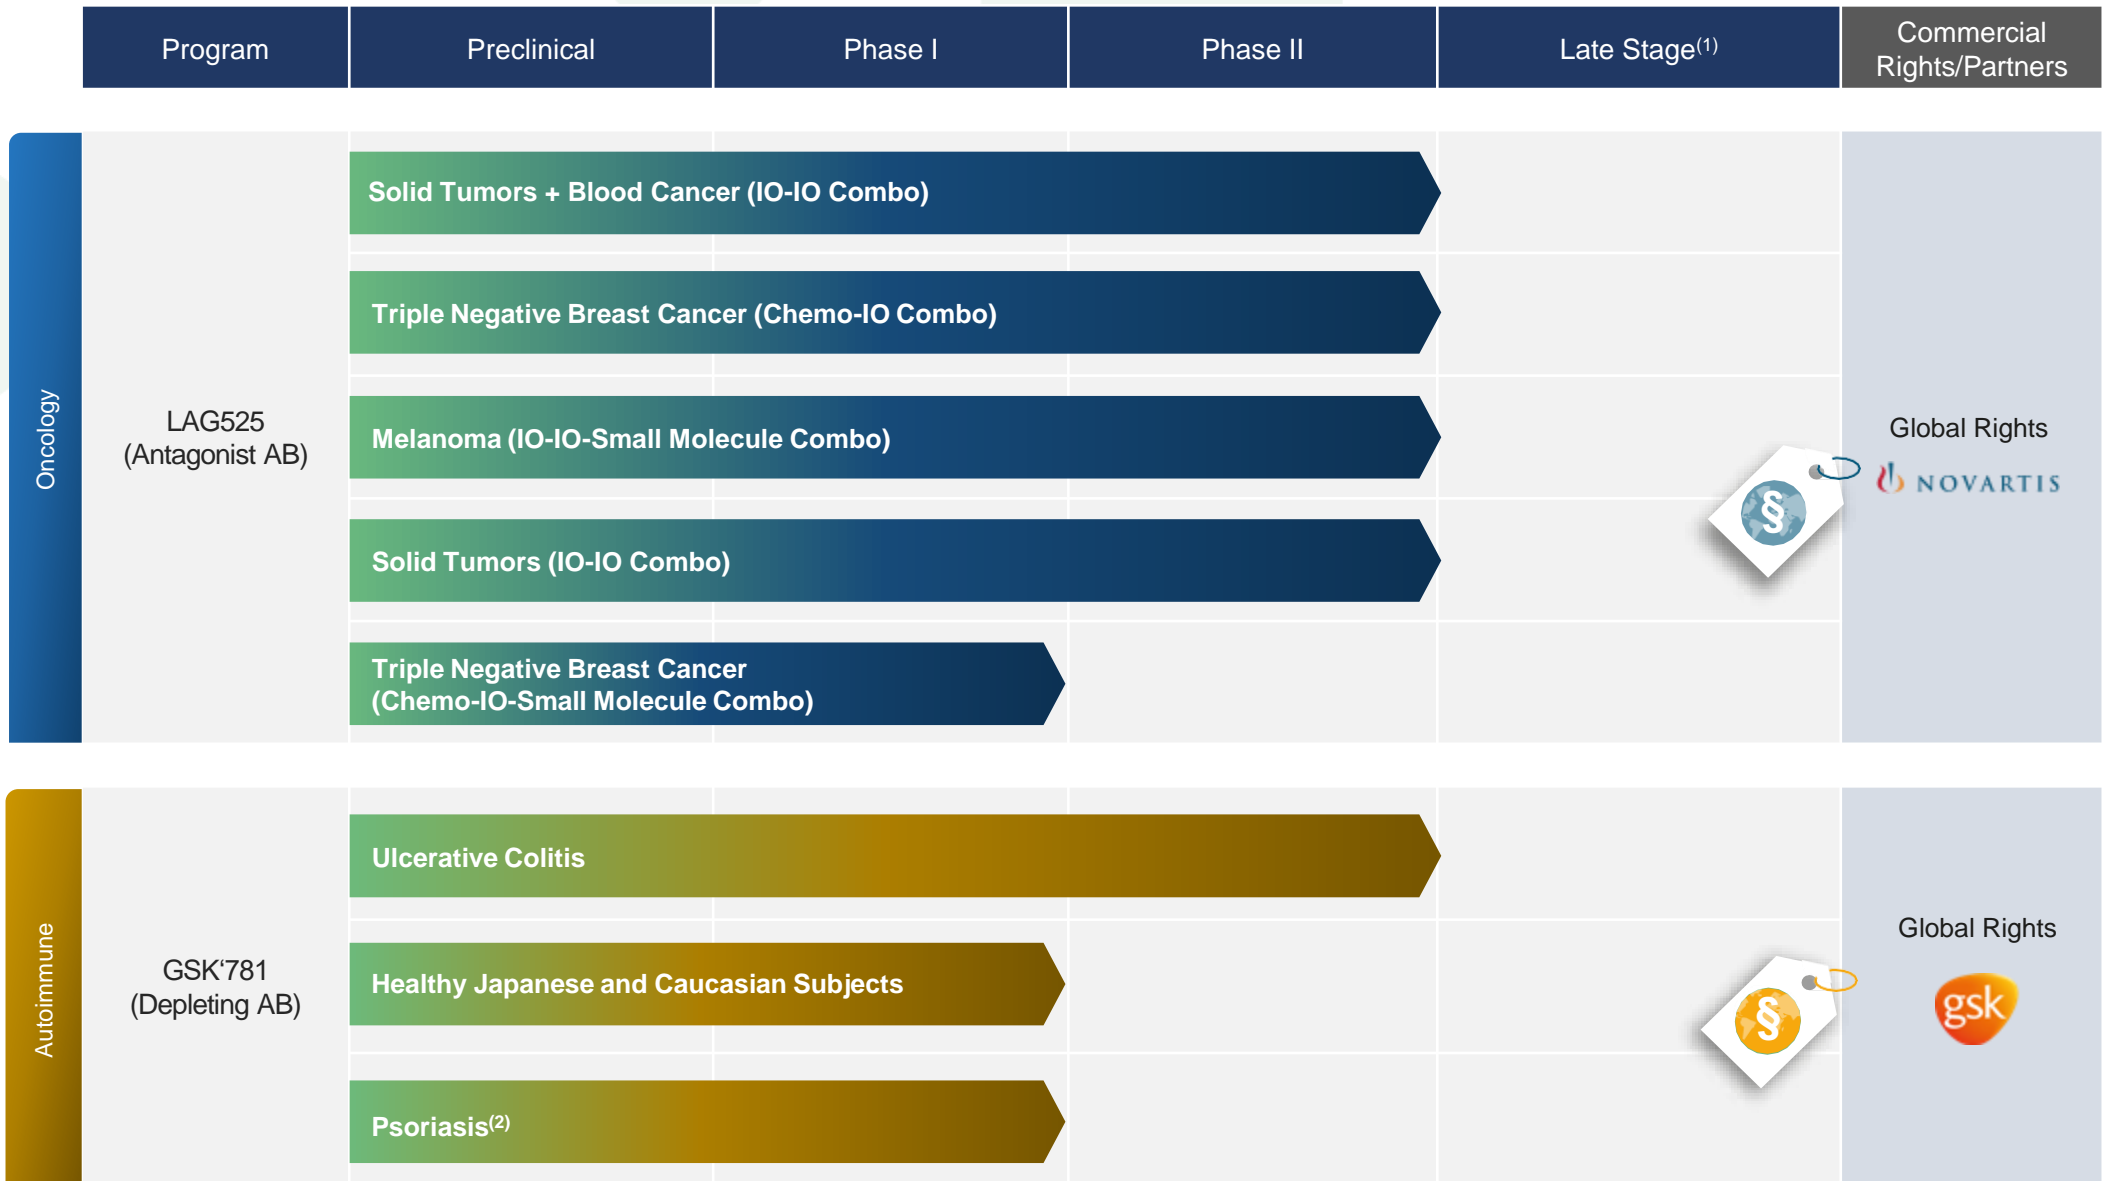 Program
Preclinical
Phase I
Phase II
Late Stage(1)
Commercial
Rights/Partners
Oncology
LAG525
(Antagonist AB)
Solid Tumors + Blood Cancer (IO-IO Combo)
Triple Negative Breast Cancer (Chemo-IO Combo)
Melanoma (IO-IO-Small Molecule Combo)
Solid Tumors (IO-IO Combo)
Triple Negative Breast Cancer
(Chemo-IO-Small Molecule Combo)
§
Global Rights
NOVARTIS
Autoimmune
GSK‘781
(Depleting AB)
Ulcerative Colitis
Healthy Japanese and Caucasian Subjects
Psoriasis(2)
§
Global Rights
gsk